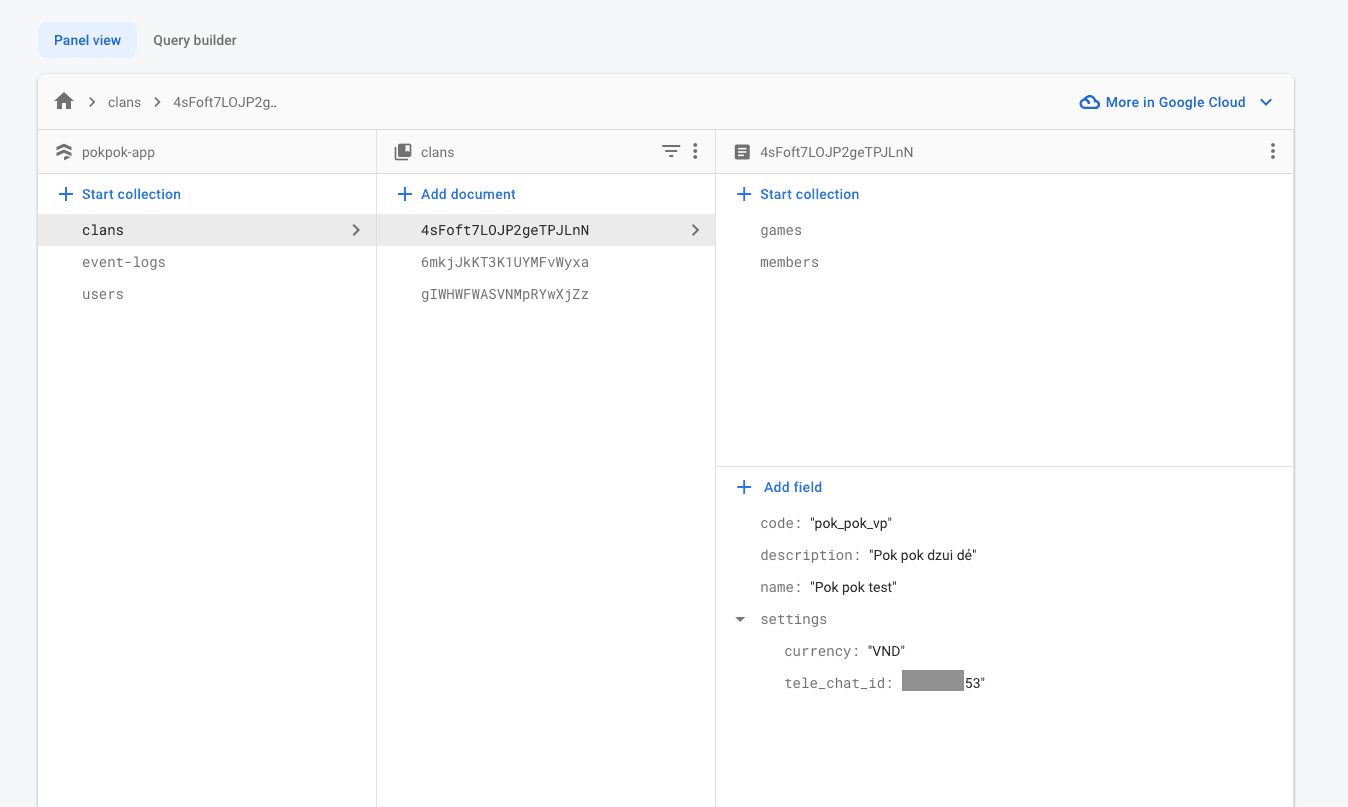 Panel view
Query builder
clans
4sFoft7LOJP2g..
More in Google Cloud
pokpok-app
Start collection
clans
event-logs
users
clans
Add document
4sFoft7LOJP2geTPJLnN
6mkjJkKT3K1UYMFvWyxa
gIWHWFWASVNMpRYwXjZz
4sFoft7LOJP2geTPJLnN
Start collection
games
members
Add field
code: "pok_pok_vp"
description: "Pok pok dzui dẻ"
name: "Pok pok test"
settings
currency: "VND"
tele_chat_id: 53"